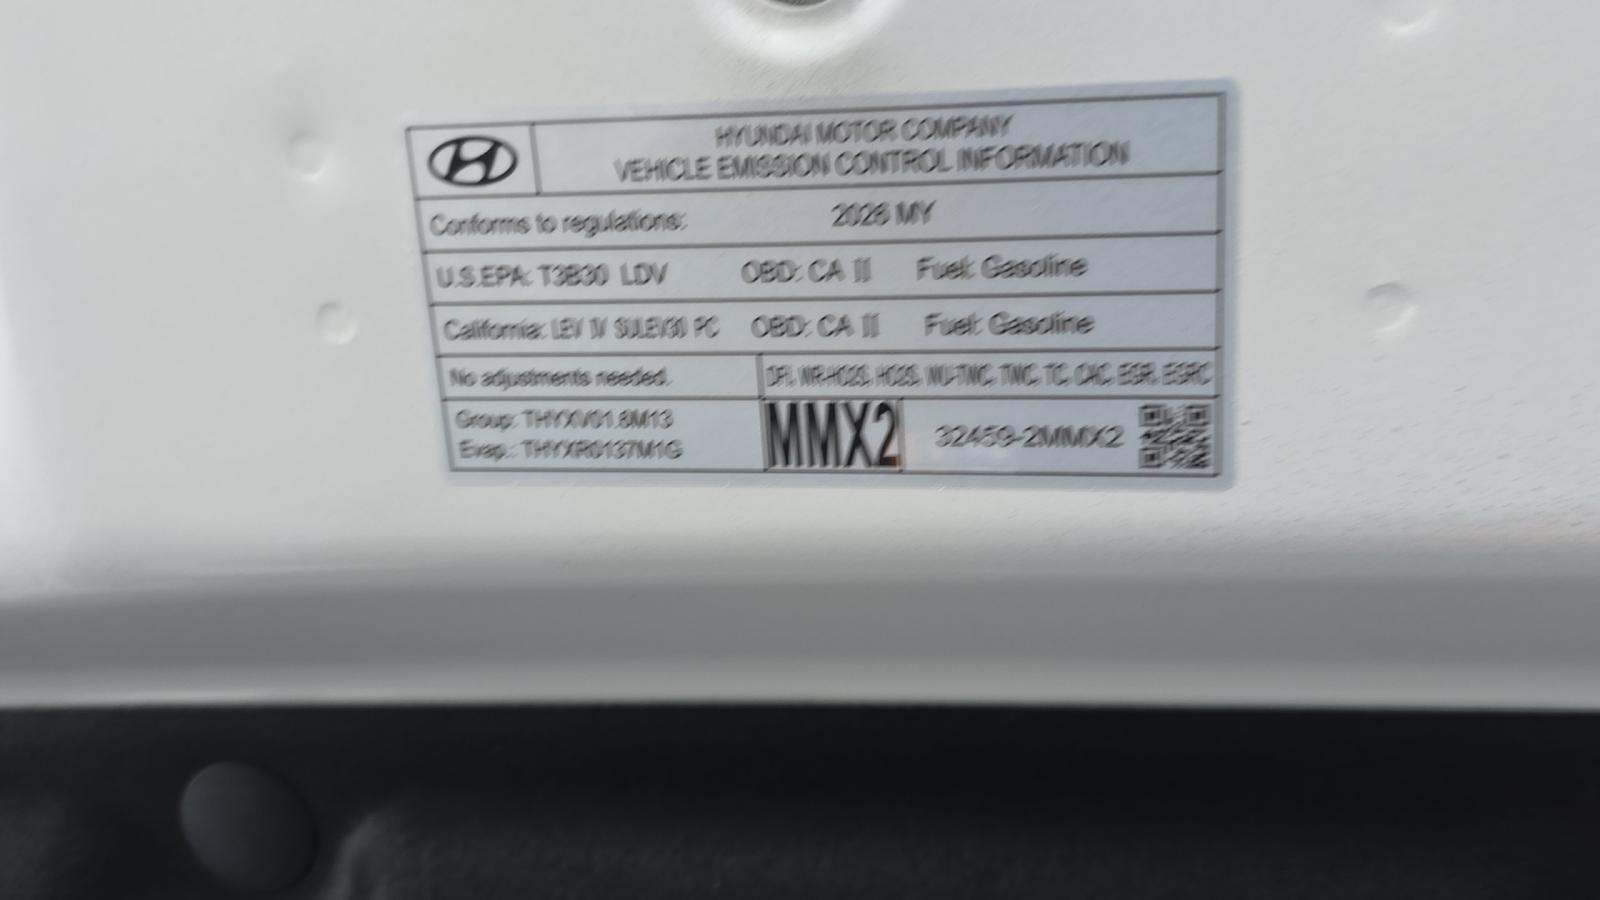 HYUNDAI MOTOR COMPANY
VEHICLE EMISSION CONTROL INFORMATION
Conforms to regulations: 2026 MY
U.S.EPA: T3B30 LDV OBD: CA II Fuel: Gasoline
California: LEV IV SULEV30 PC OBD: CA II Fuel: Gasoline
No adjustments needed. DFI, WR-HO2S, HO2S, WU-TWC, TWC, TC, CAC, EGR, EGRC
Group: THYXV01.6M13
Evap.: THYXR0137M1G
MMX2
32459-2MMX2